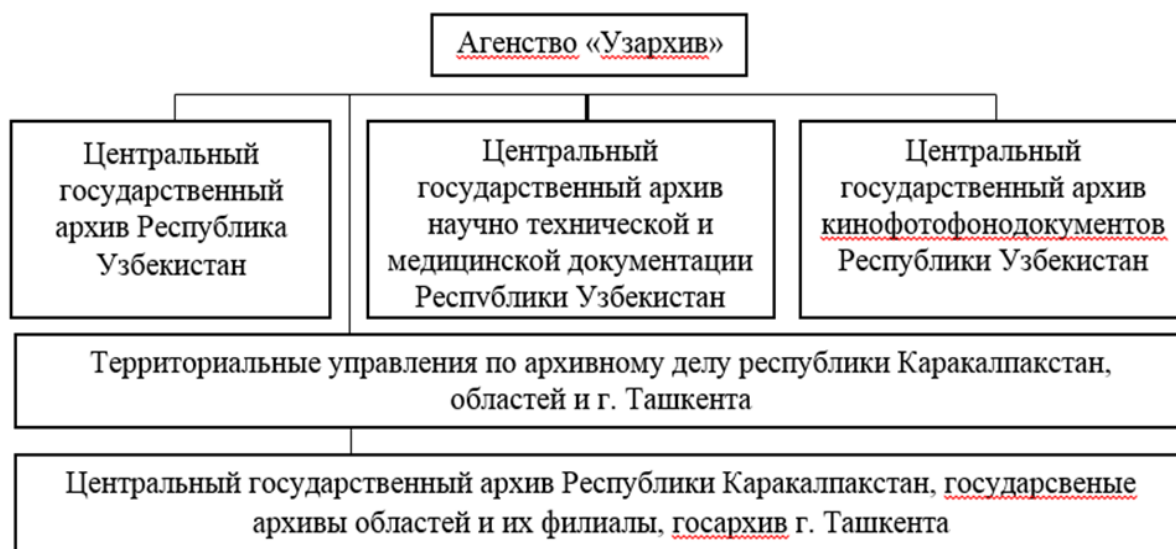 Агенство «Узархив»
Центральный
государственный
архив Республика
Узбекистан
Центральный
государственный архив
научно технической и
медицинской документации
Республики Узбекистан
Центральный
государственный архив
кинофотофонодокументов
Республики Узбекистан
Территориальные управления по архивному делу республики Каракалпакстан,
областей и г. Ташкента
Центральный государственный архив Республики Каракалпакстан, государсвеные
архивы областей и их филиалы, госархив г. Ташкента